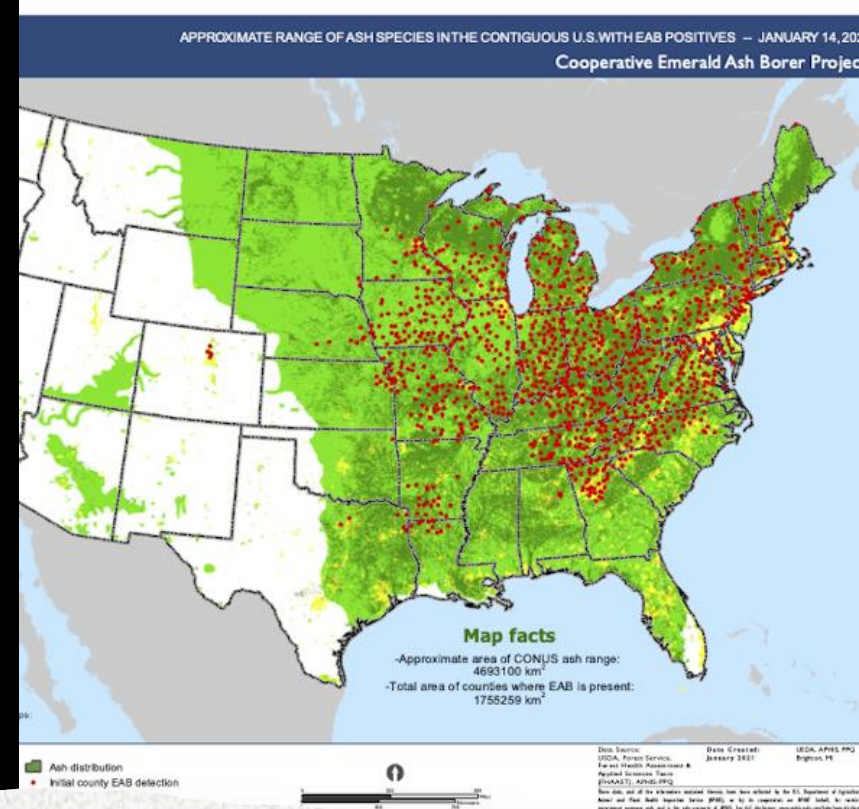 APPROXIMATE RANGE OF ASH SPECIES IN THE CONTIGUOUS U.S. WITH EAB POSITIVES – JANUARY 14, 202
Cooperative Emerald Ash Borer Projec
Map facts
-Approximate area of CONUS ash range:
4693100 km²
-Total area of counties where EAB is present:
1755259 km²
Ash distribution
Initial county EAB detection
Data Source:
USDA, Forest Service,
Forest Health Assessment &
Applied Sciences Team
(FHAAST), APHIS-PPQ
Date Created:
January 2021
USDA, APHIS, PPQ
Brighton, MI